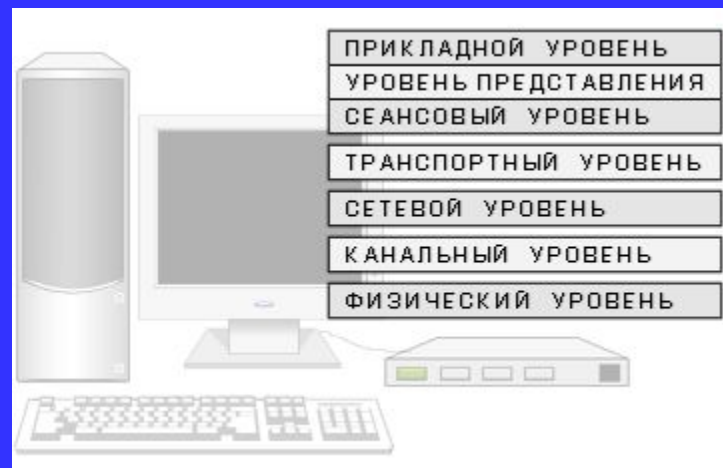 ПРИКЛАДНОЙ УРОВЕНЬ
УРОВЕНЬ ПРЕДСТАВЛЕНИЯ
СЕАНСОВЫЙ УРОВЕНЬ
ТРАНСПОРТНЫЙ УРОВЕНЬ
СЕТЕВОЙ УРОВЕНЬ
КАНАЛЬНЫЙ УРОВЕНЬ
ФИЗИЧЕСКИЙ УРОВЕНЬ